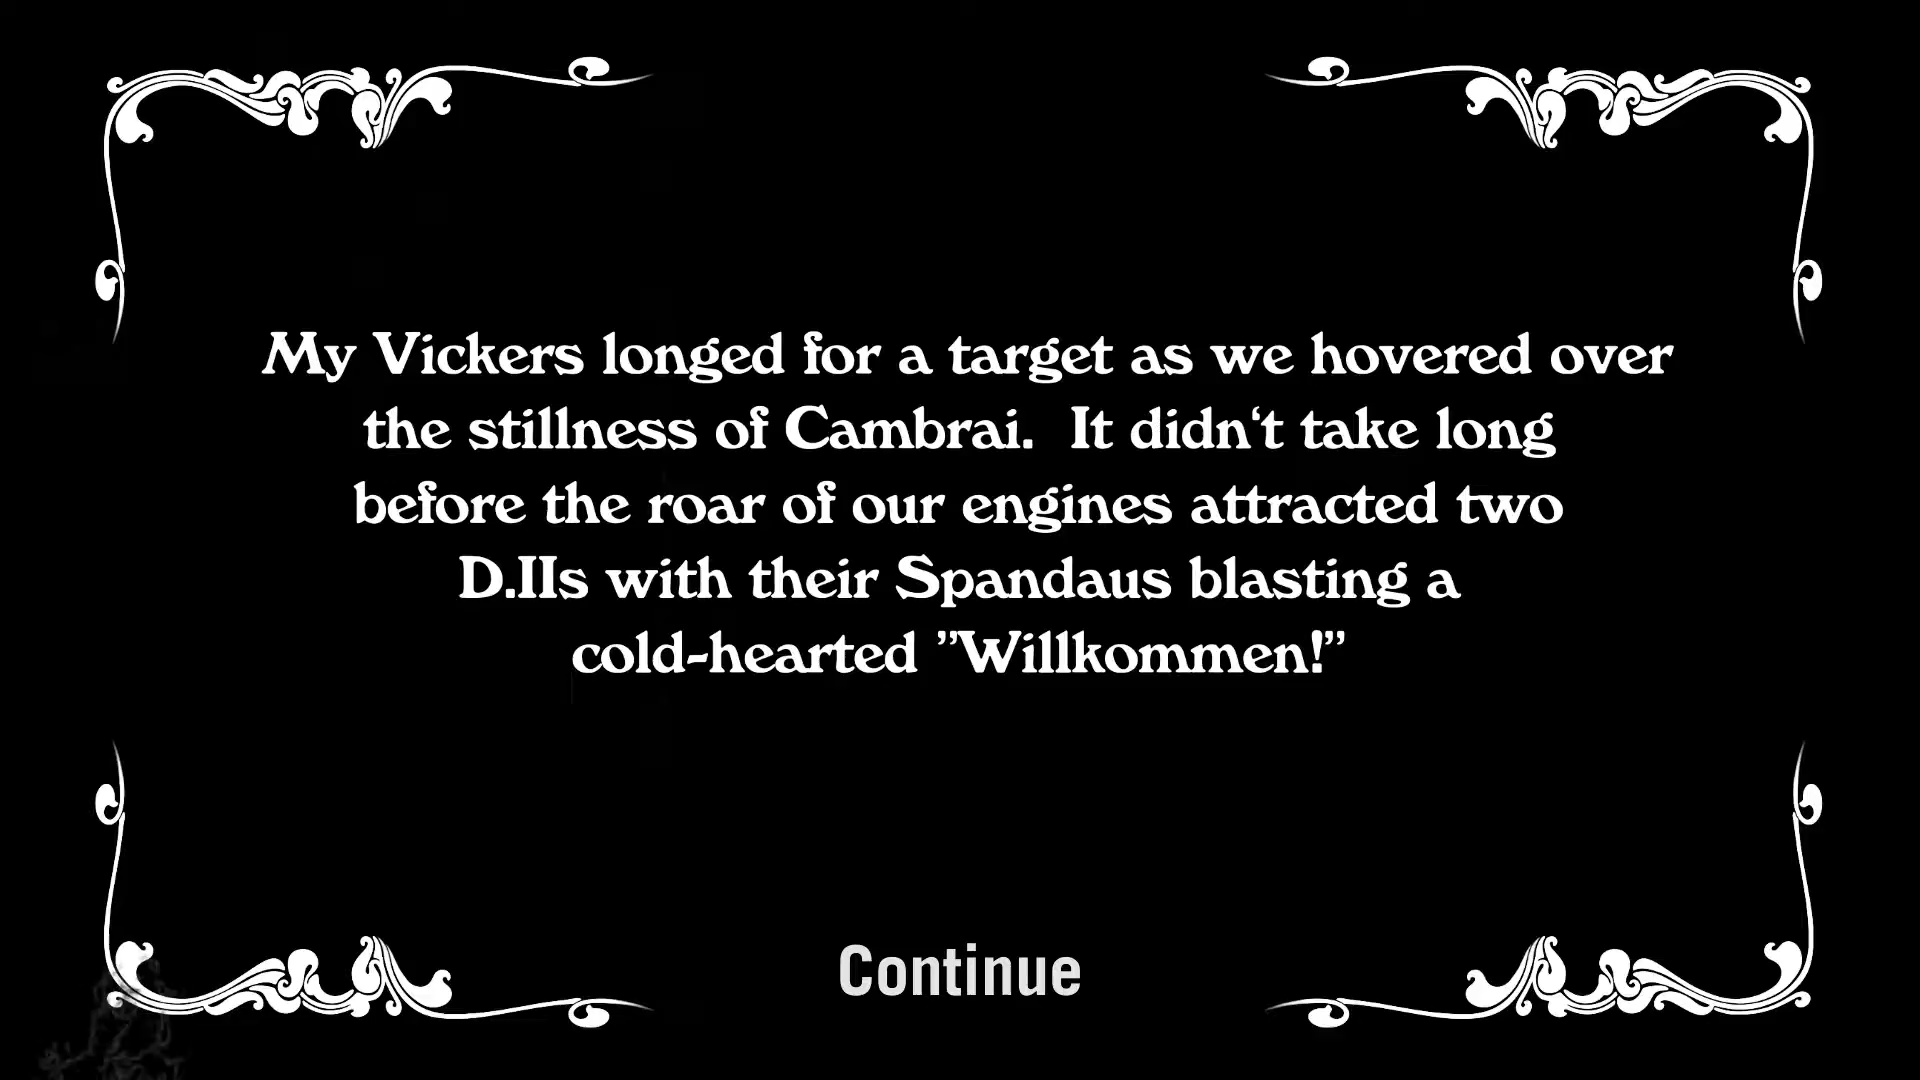 My Vickers longed for a target as we hovered over
the stillness of Cambrai.  It didn‘t take long
before the roar of our engines attracted two
D.IIs with their Spandaus blasting a
cold-hearted ”Willkommen!”
Continue